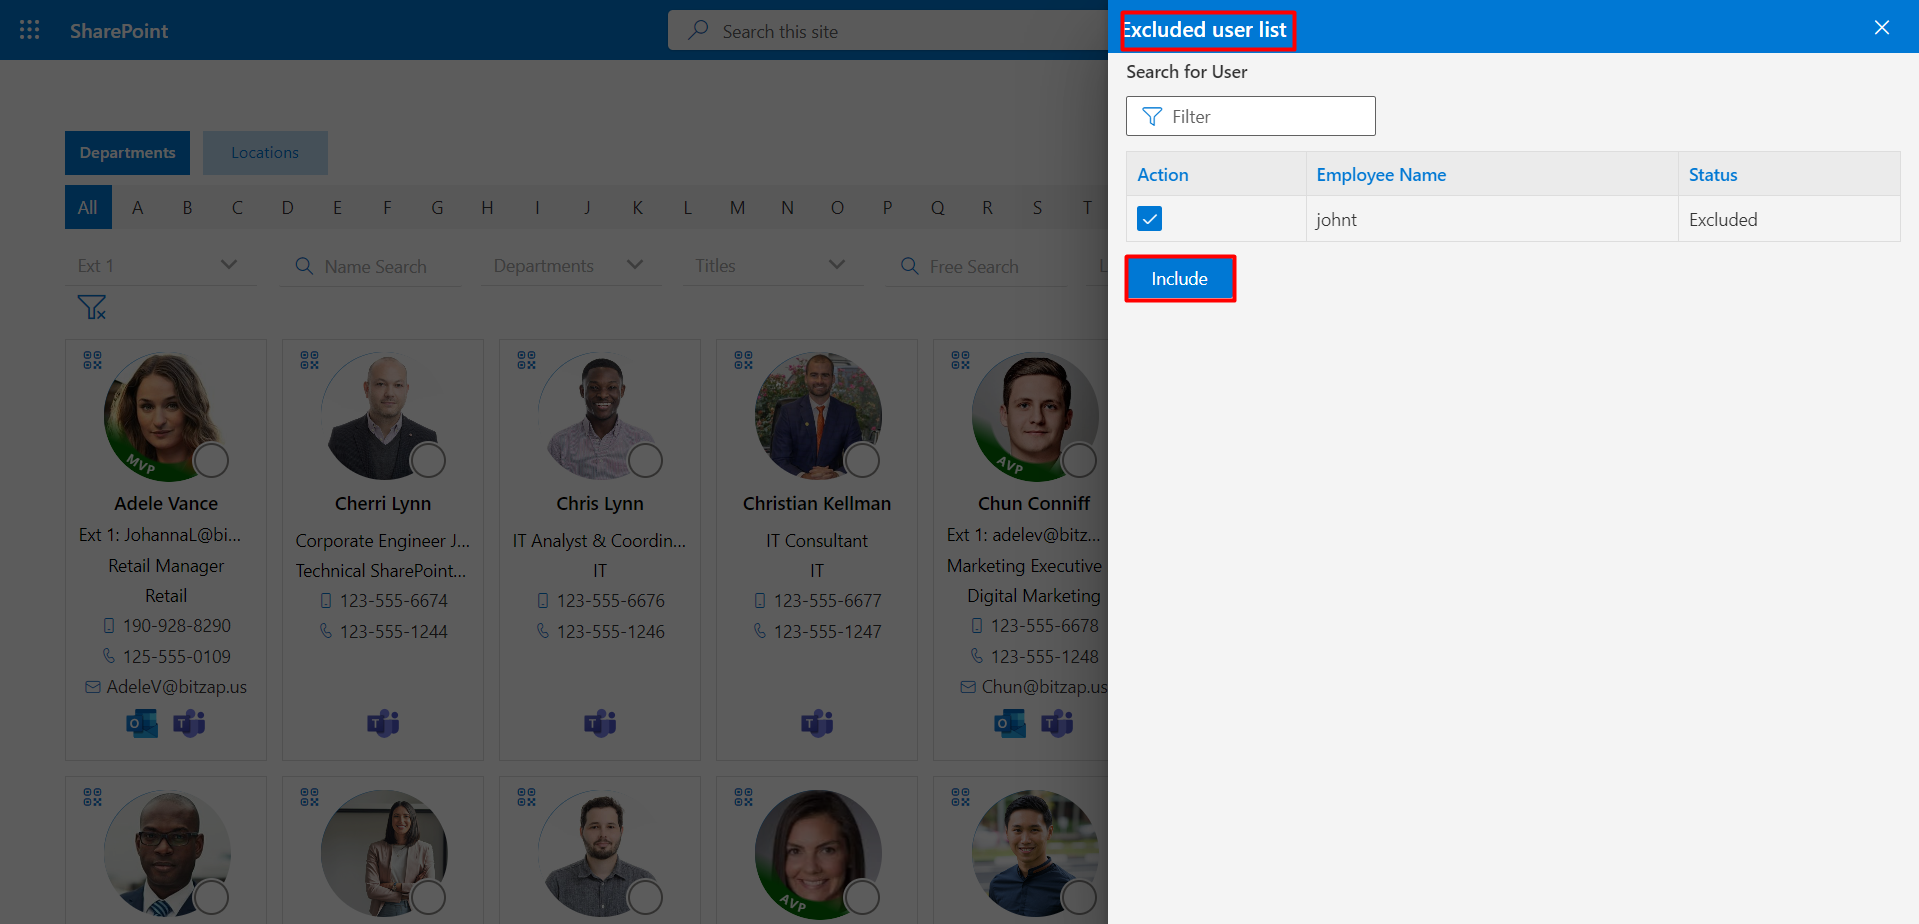 SharePoint
Search this site
Departments
Locations
All A B C D E F G H I J K L M N O P Q R S T
Ext 1
Name Search
Departments
Titles
Free Search
L
MVP
Adele Vance
Ext 1: JohannaL@bi...
Retail Manager
Retail
190-928-8290
125-555-0109
AdeleV@bitzap.us
Cherri Lynn
Corporate Engineer J...
Technical SharePoint...
123-555-6674
123-555-1244
Chris Lynn
IT Analyst & Coordin...
IT
123-555-6676
123-555-1246
Christian Kellman
IT Consultant
IT
123-555-6677
123-555-1247
AVP
Chun Conniff
Ext 1: adelev@bitz...
Marketing Executive
Digital Marketing
123-555-6678
123-555-1248
Chun@bitzap.us
AVP
Excluded user list
Search for User
Filter
Action Employee Name Status
johnt Excluded
Include